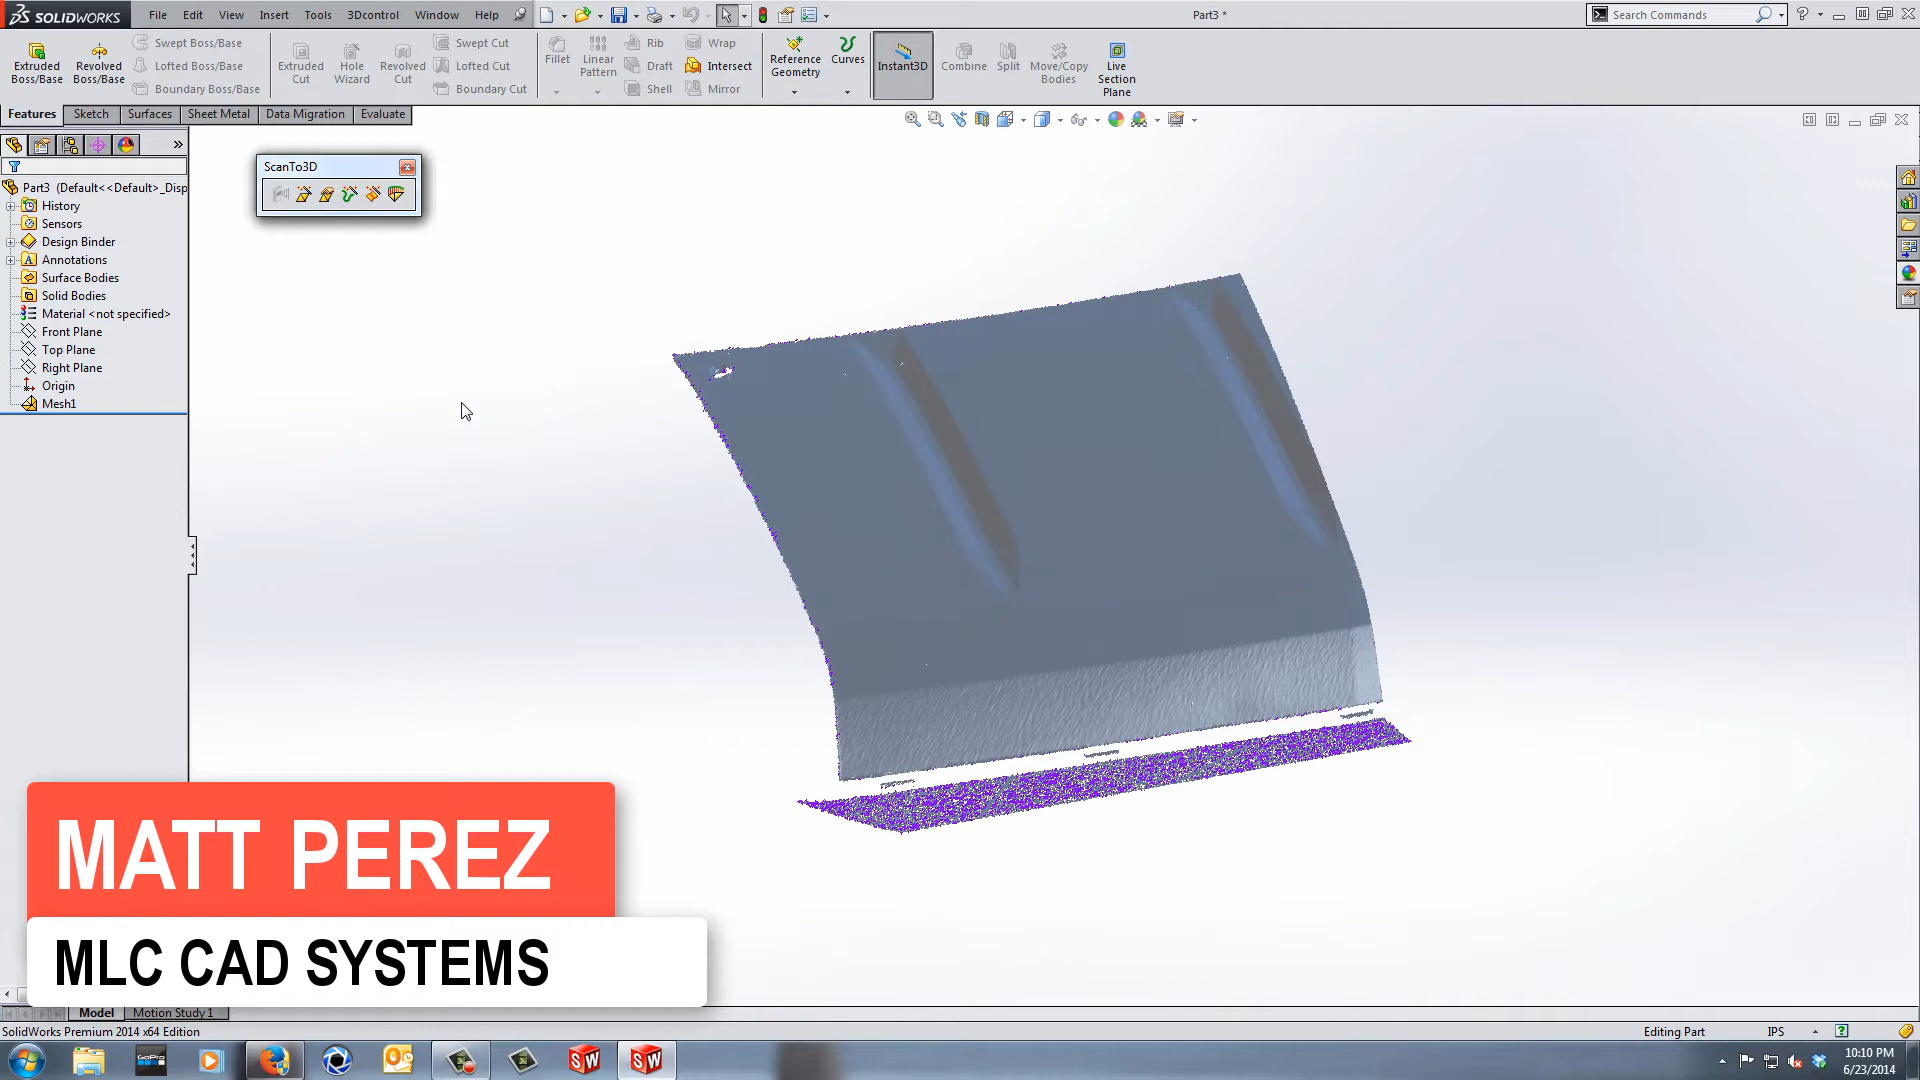 SOLIDWORKS File Edit View Insert Tools 3Dcontrol Window Help Part3 * Search Commands
Extruded Boss/Base
Revolved Boss/Base
Swept Boss/Base
Lofted Boss/Base
Boundary Boss/Base
Extruded Cut
Hole Wizard
Revolved Cut
Swept Cut
Lofted Cut
Boundary Cut
Fillet
Linear Pattern
Rib
Draft
Shell
Wrap
Intersect
Mirror
Reference Geometry
Curves
Instant3D
Combine
Split
Move/Copy Bodies
Live Section Plane
Features Sketch Surfaces Sheet Metal Data Migration Evaluate
ScanTo3D
Part3 (Default<<Default>_Disp
History
Sensors
Design Binder
Annotations
Surface Bodies
Solid Bodies
Material <not specified>
Front Plane
Top Plane
Right Plane
Origin
Mesh1
MATT PEREZ
MLC CAD SYSTEMS
Model Motion Study 1
SolidWorks Premium 2014 x64 Edition Editing Part IPS
GoPro
SW
SW
10:10 PM
6/23/2014